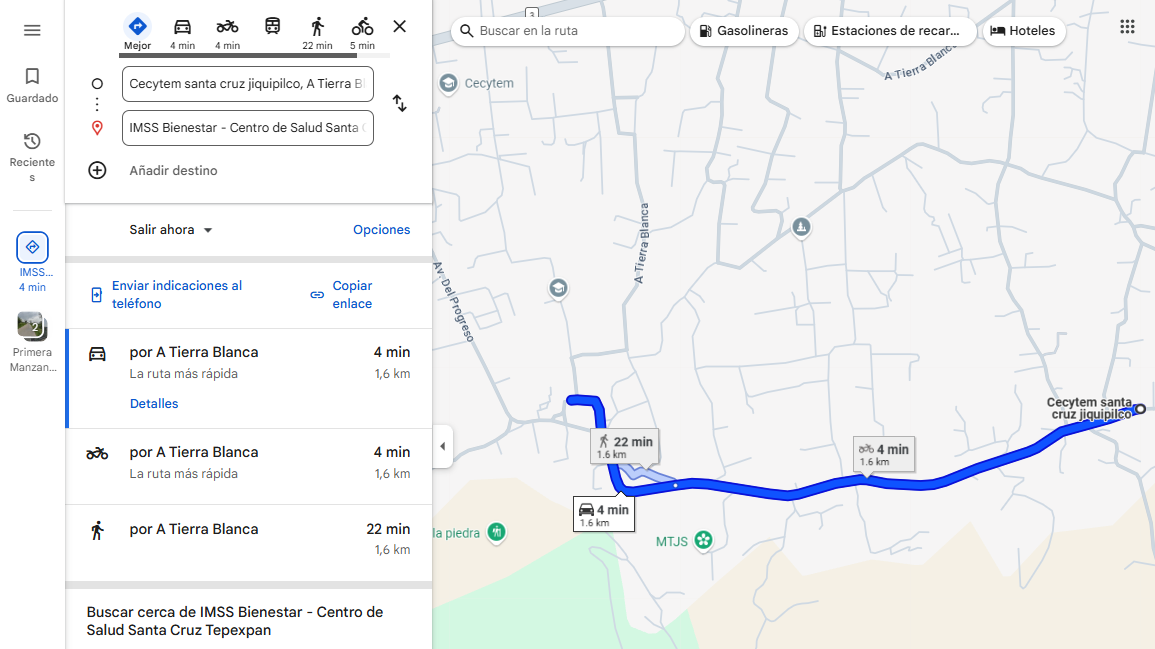 Mejor
4 min
4 min
22 min
5 min
Guardado
Reciente
s
IMSS...
4 min
2
Primera
Manzan...
Cecytem santa cruz jiquipilco, A Tierra B
IMSS Bienestar - Centro de Salud Santa
Añadir destino
Salir ahora
Opciones
Enviar indicaciones al
teléfono
Copiar
enlace
por A Tierra Blanca 4 min
La ruta más rápida 1,6 km
Detalles
por A Tierra Blanca 4 min
La ruta más rápida 1,6 km
por A Tierra Blanca 22 min
1,6 km
Buscar cerca de IMSS Bienestar - Centro de
Salud Santa Cruz Tepexpan
Buscar en la ruta
Gasolineras
Estaciones de recar...
Hoteles
3
A Tierra Blanca
Cecytem
A Tierra Blanca
Av. Del Progreso
Cecytem santa
cruz jiquipilco
22 min
1.6 km
4 min
1.6 km
4 min
1.6 km
la piedra
MTJS